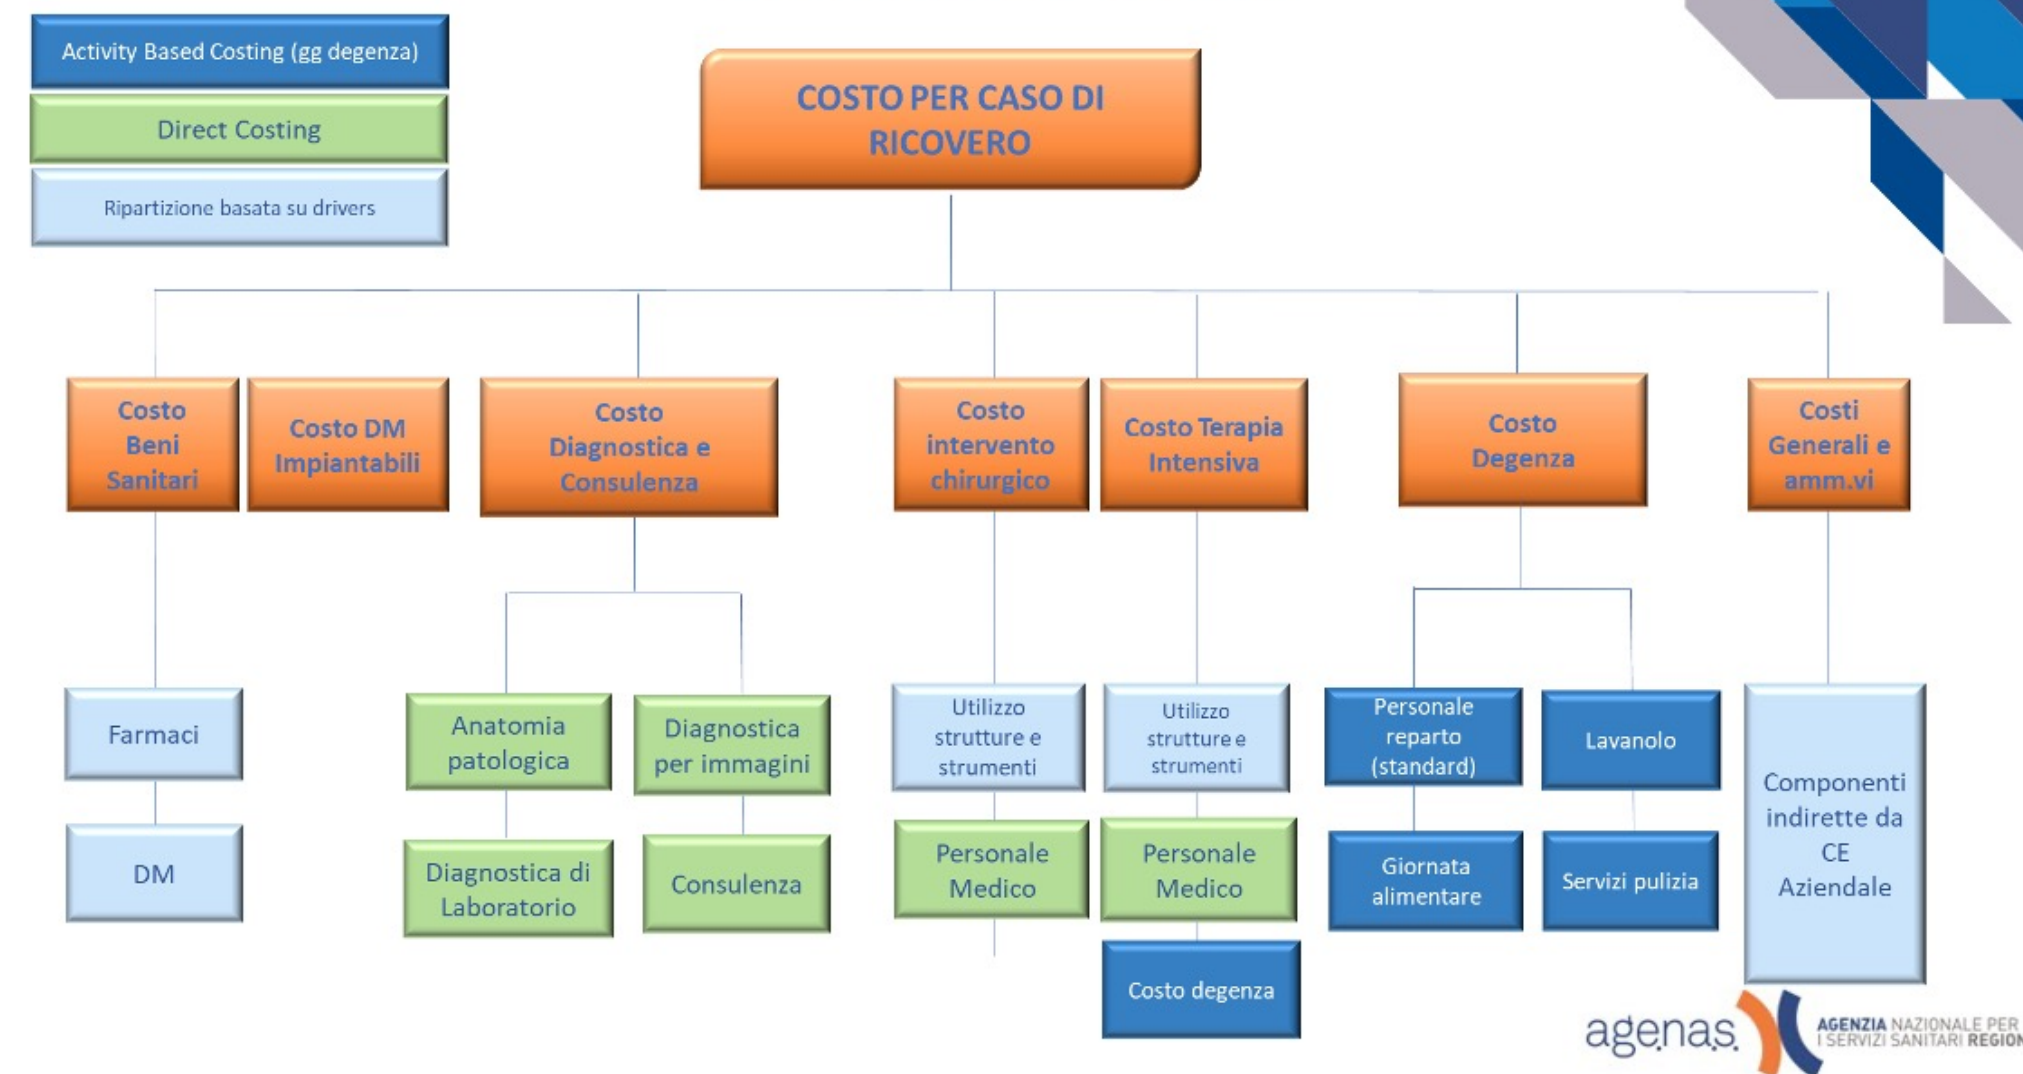 Activity Based Costing (gg degenza)
Direct Costing
Ripartizione basata su drivers
COSTO PER CASO DI
RICOVERO
Costo
Beni
Sanitari
Costo DM
Impiantabili
Costo
Diagnostica e
Consulenza
Costo
intervento
chirurgico
Costo Terapia
Intensiva
Costo
Degenza
Costi
Generali e
amm.vi
Farmaci
DM
Anatomia
patologica
Diagnostica
per immagini
Diagnostica di
Laboratorio
Consulenza
Utilizzo
strutture e
strumenti
Personale
Medico
Utilizzo
strutture e
strumenti
Personale
Medico
Costo degenza
Personale
reparto
(standard)
Lavanolo
Giornata
alimentare
Servizi pulizia
Componenti
indirette da
CE
Aziendale
agenas.
AGENZIA NAZIONALE PER
I SERVIZI SANITARI REGION